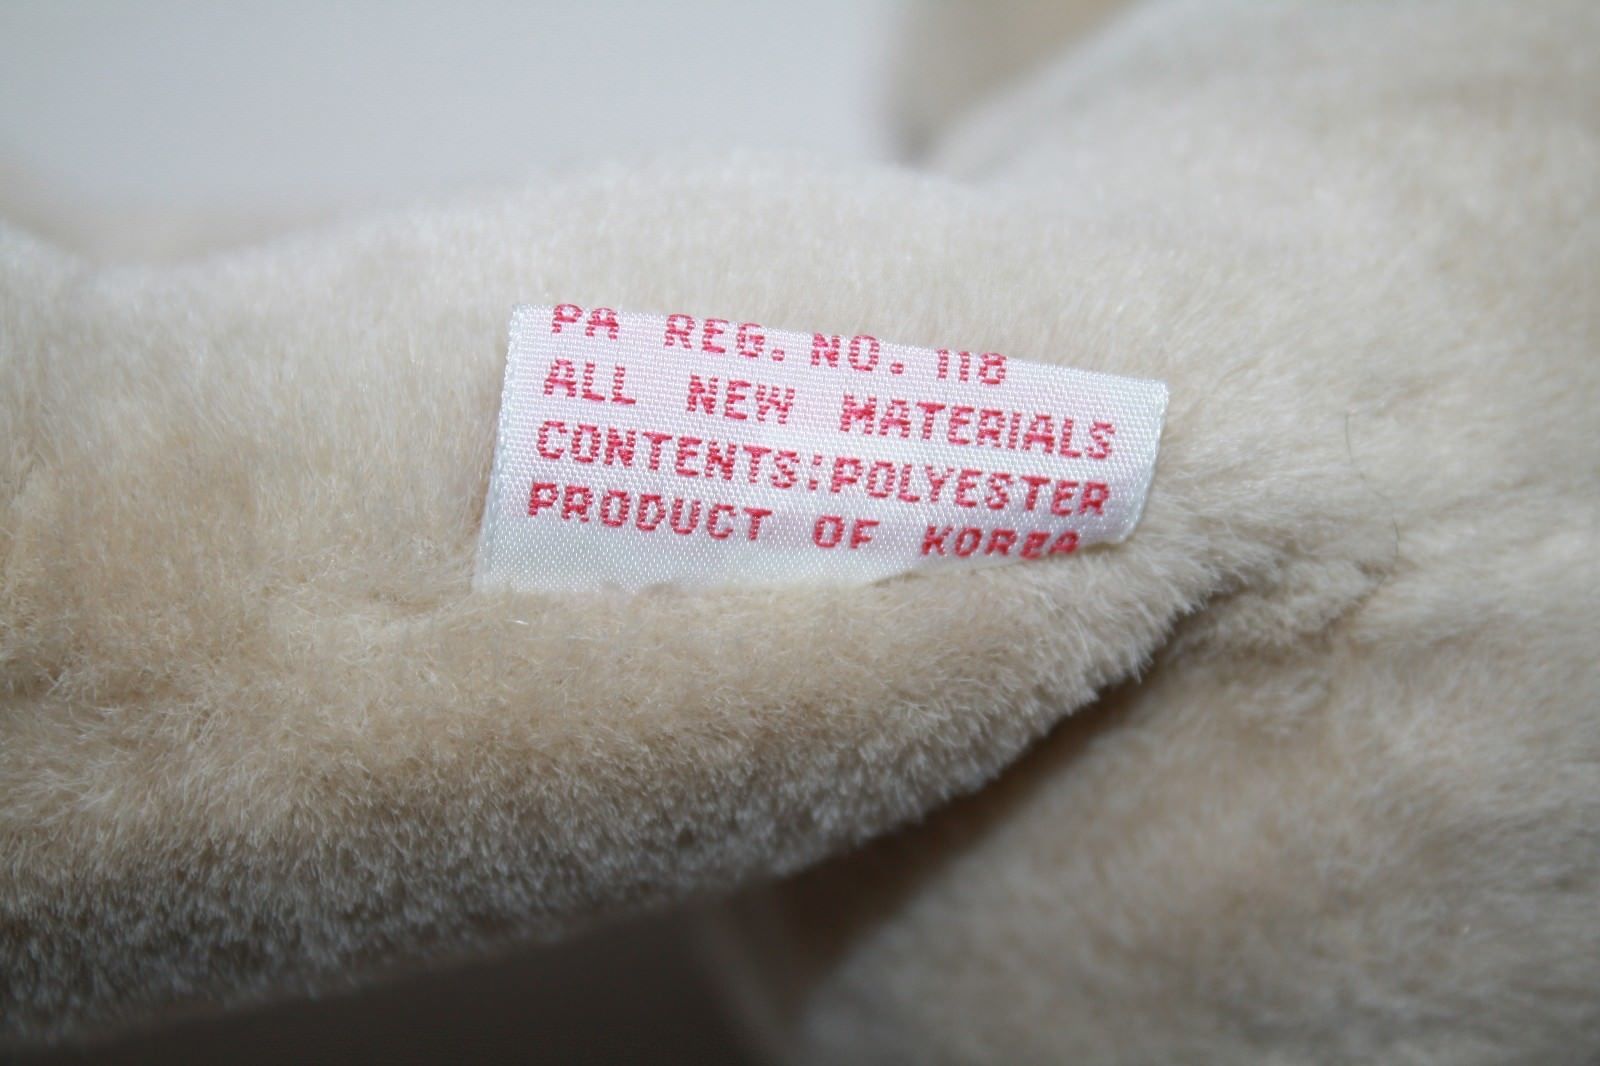 PA REG. NO. 118
ALL NEW MATERIALS
CONTENTS:POLYESTER
PRODUCT OF KOREA